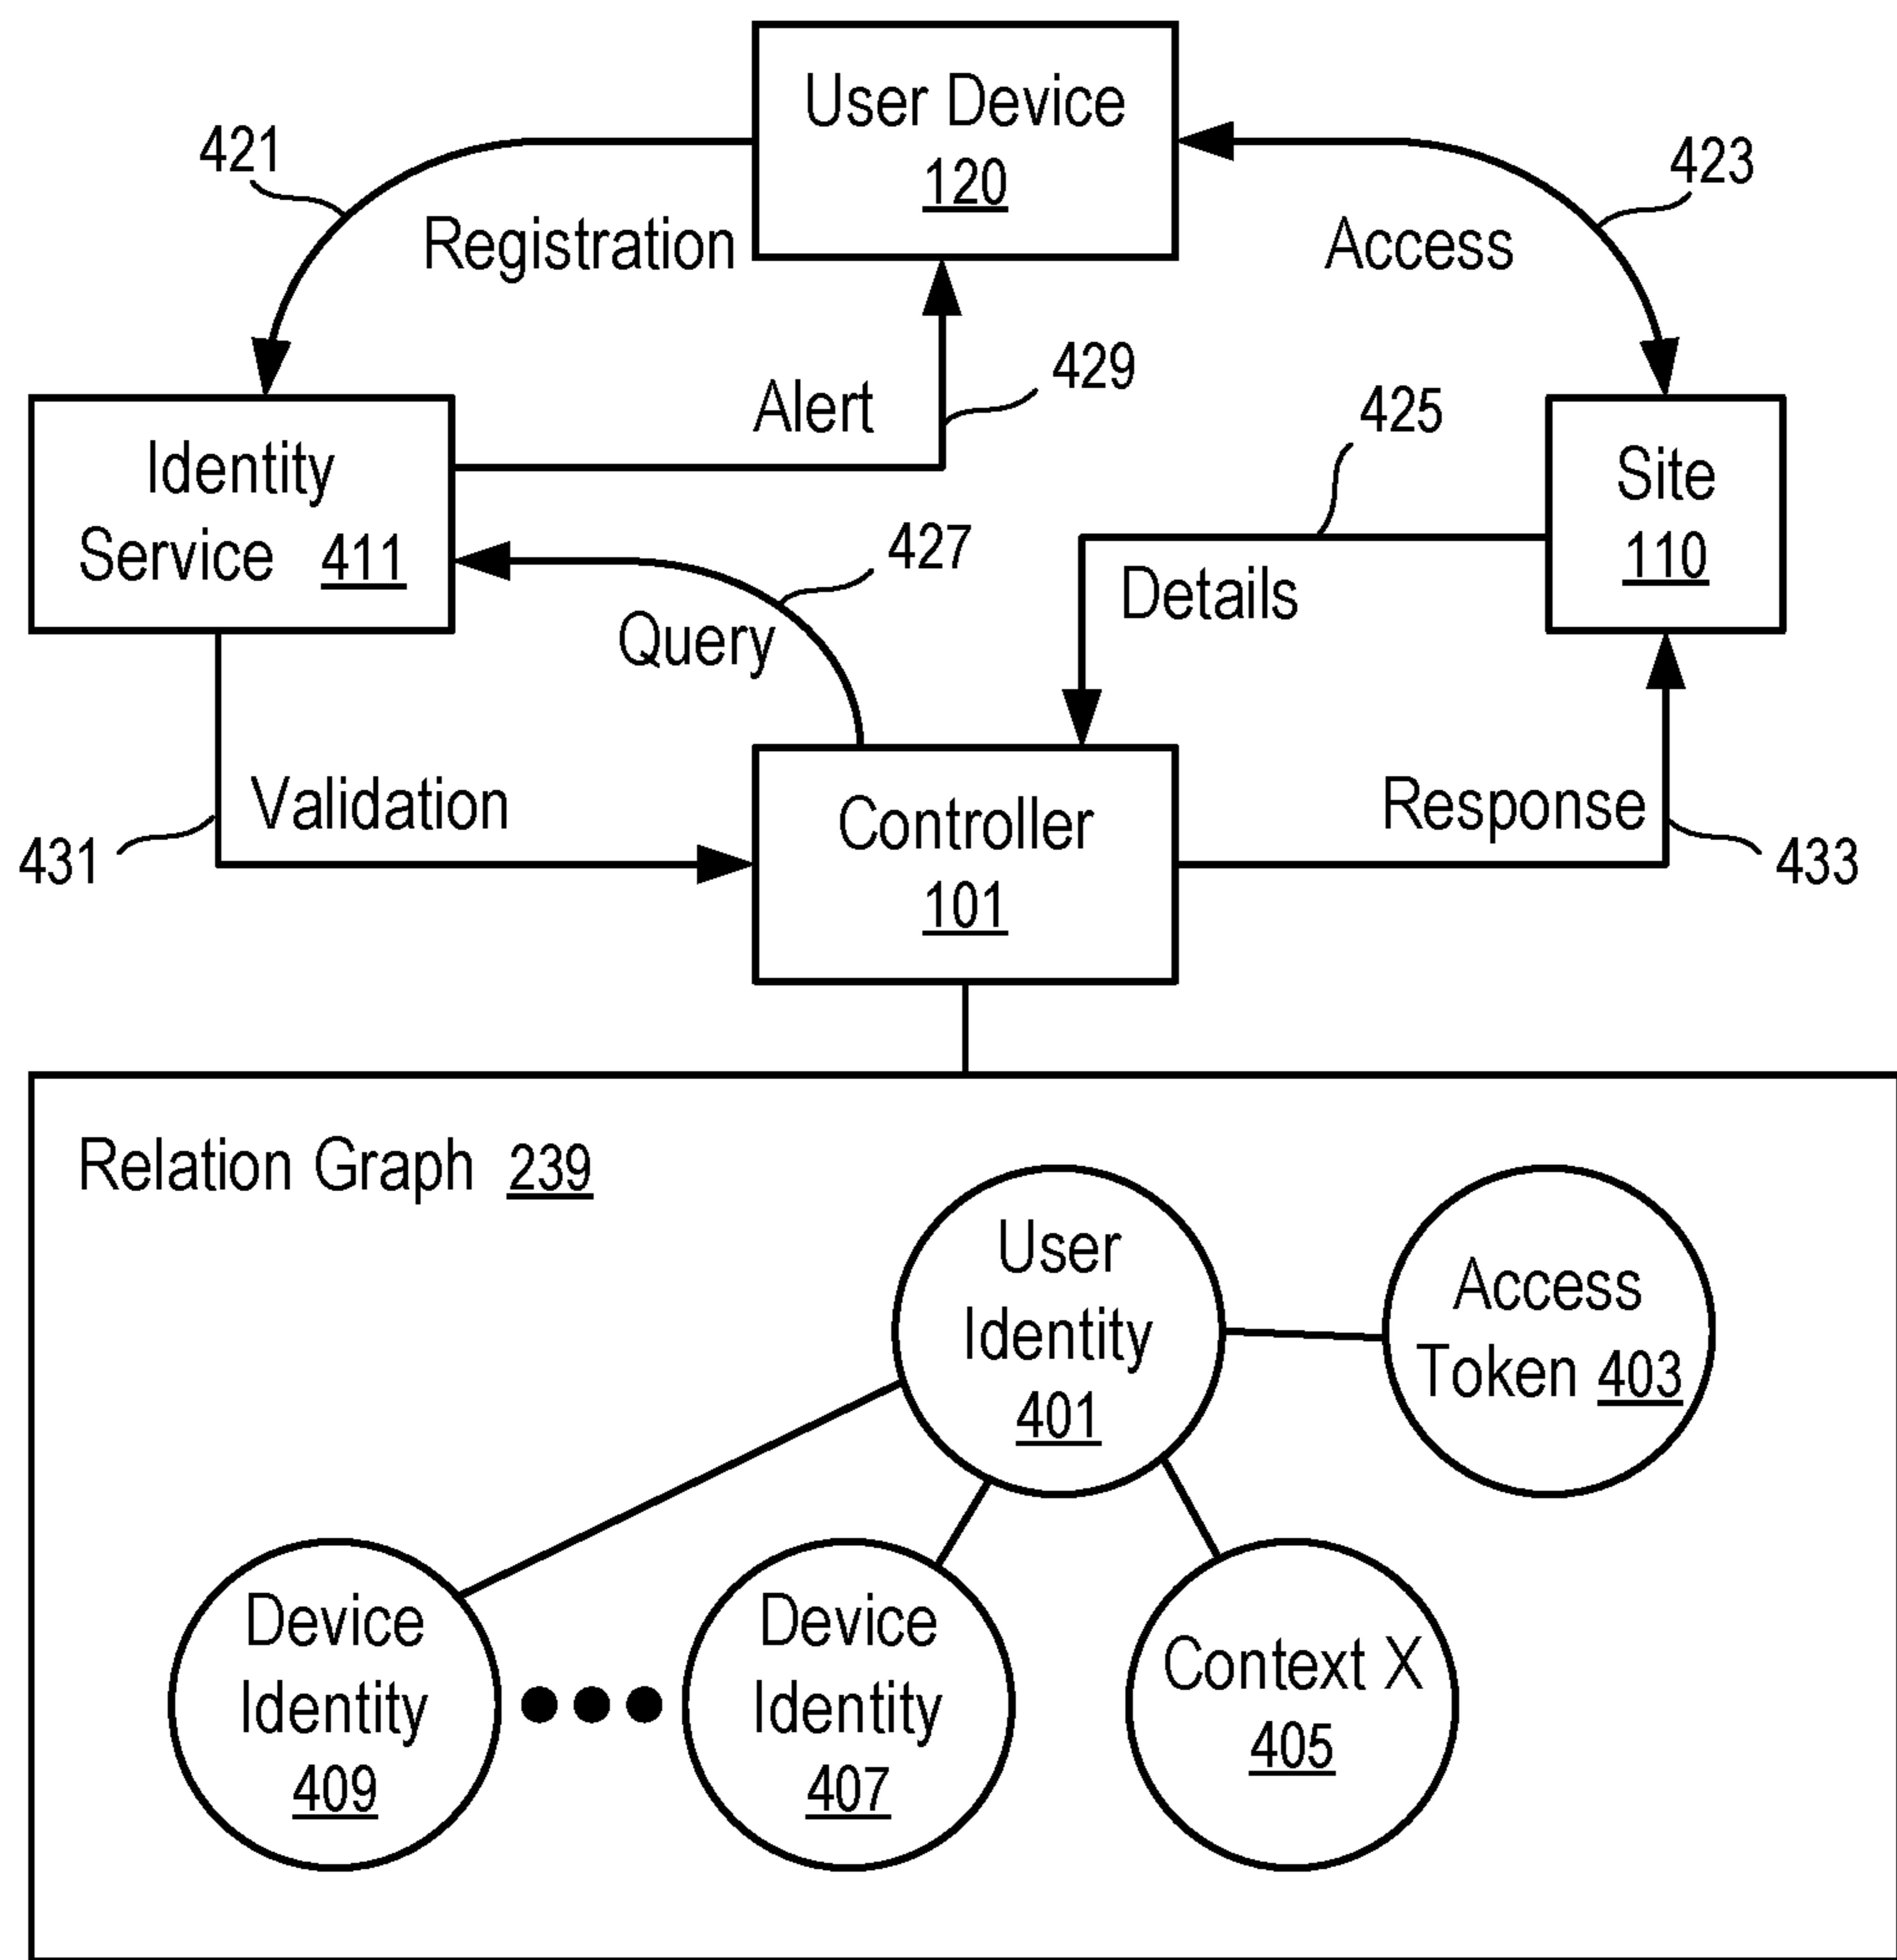 User Device
120
421
423
Registration
Access
Alert
429
425
Identity
Service 411
Site
110
427
Details
Query
Validation
Controller
101
Response
431
433
Relation Graph 239
User
Identity
401
Access
Token 403
Device
Identity
409
Device
Identity
407
Context X
405